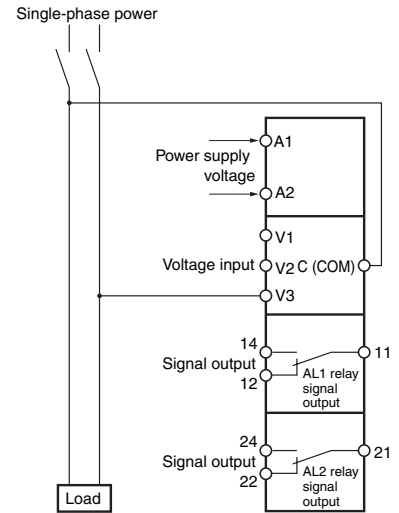 Single-phase power
A1
Power supply
voltage
A2
V1
Voltage input
V2 C (COM)
V3
14
11
Signal output
12
AL1 relay
signal
output
24
21
Signal output
22
AL2 relay
signal
output
Load